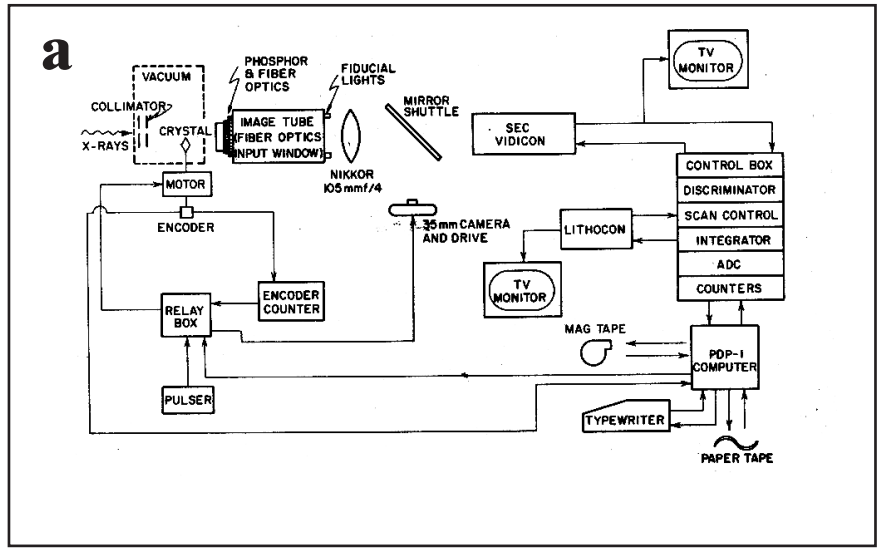 a
VACUUM
COLLIMATOR
X-RAYS
CRYSTAL
PHOSPHOR
& FIBER
OPTICS
FIDUCIAL
LIGHTS
IMAGE TUBE
(FIBER OPTICS
INPUT WINDOW)
NIKKOR
105mmf/4
MIRROR
SHUTTLE
SEC
VIDICON
TV
MONITOR
MOTOR
ENCODER
35mm CAMERA
AND DRIVE
CONTROL BOX
DISCRIMINATOR
SCAN CONTROL
INTEGRATOR
ADC
COUNTERS
LITHOCON
TV
MONITOR
ENCODER
COUNTER
RELAY
BOX
PULSER
MAG TAPE
PDP-1
COMPUTER
TYPEWRITER
PAPER TAPE